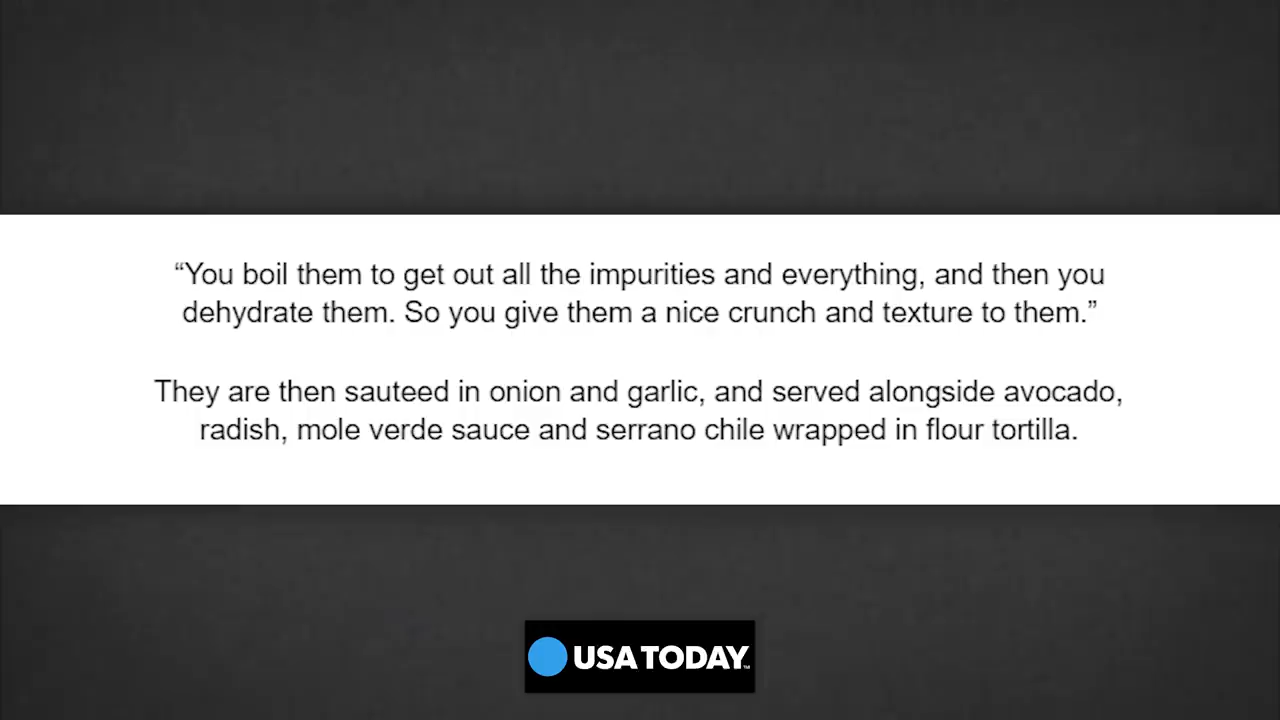 “You boil them to get out all the impurities and everything, and then you
dehydrate them. So you give them a nice crunch and texture to them.”
They are then sauteed in onion and garlic, and served alongside avocado,
radish, mole verde sauce and serrano chile wrapped in flour tortilla.
USA TODAY™